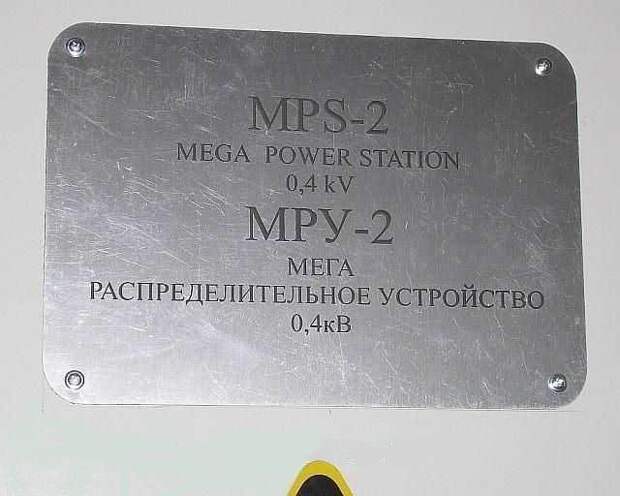 MPS-2
MEGA POWER STATION
0,4 kV
МРУ-2
МЕГА
РАСПРЕДЕЛИТЕЛЬНОЕ УСТРОЙСТВО
0,4кВ